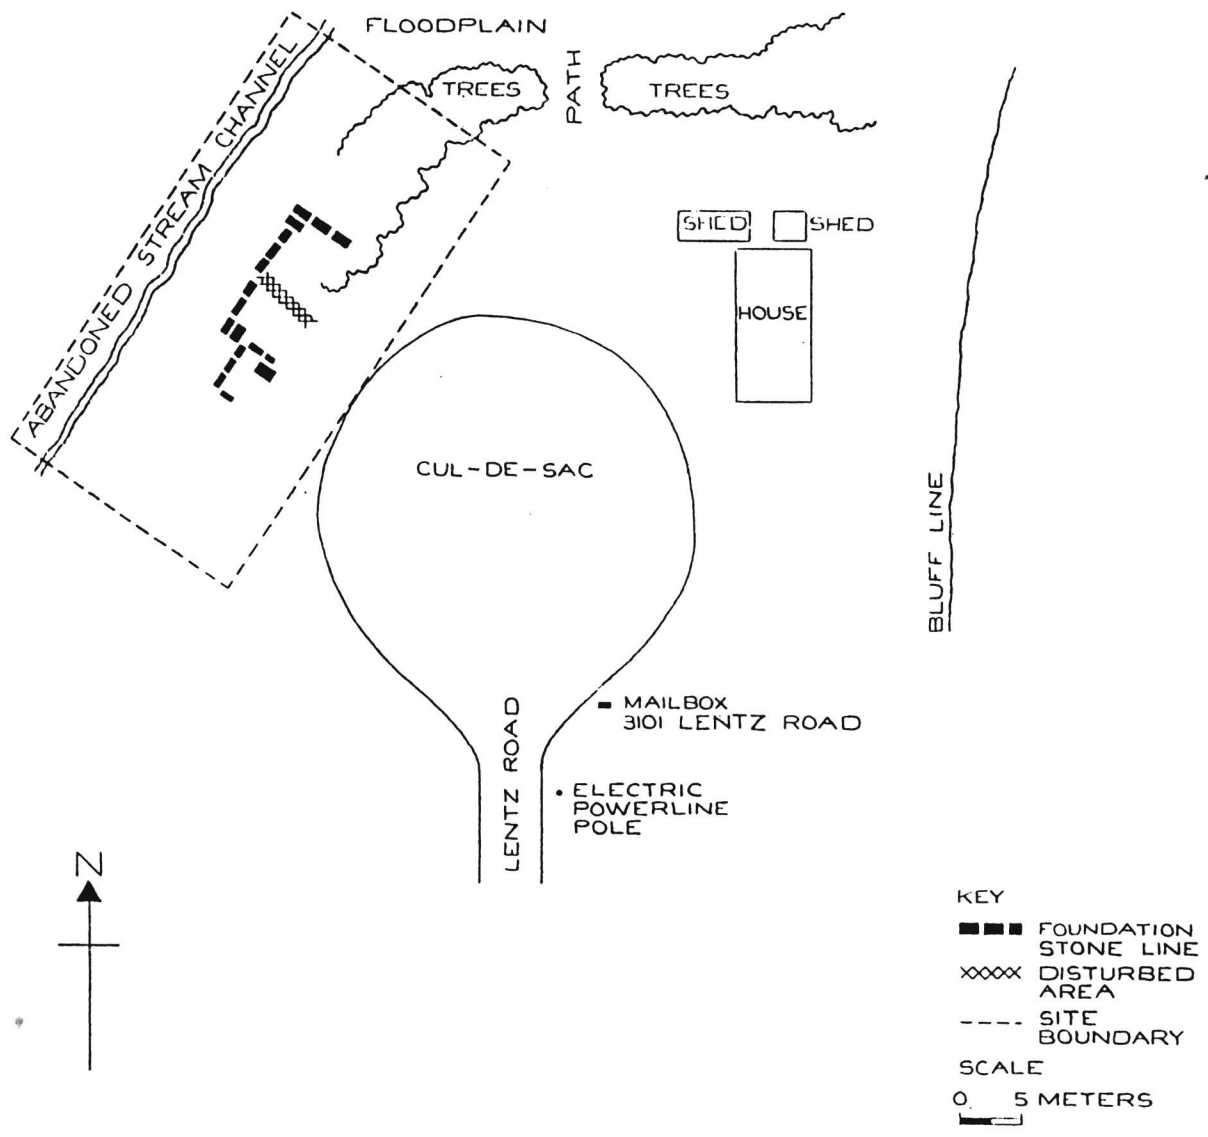 FLOODPLAIN
ABANDONED STREAM CHANNEL
TREES
PATH
TREES
SHED
SHED
HOUSE
CUL-DE-SAC
BLUFF LINE
MAILBOX
3101 LENTZ ROAD
LENTZ ROAD
ELECTRIC
POWERLINE
POLE
N
KEY
FOUNDATION
STONE LINE
DISTURBED
AREA
SITE
BOUNDARY
SCALE
0 5 METERS